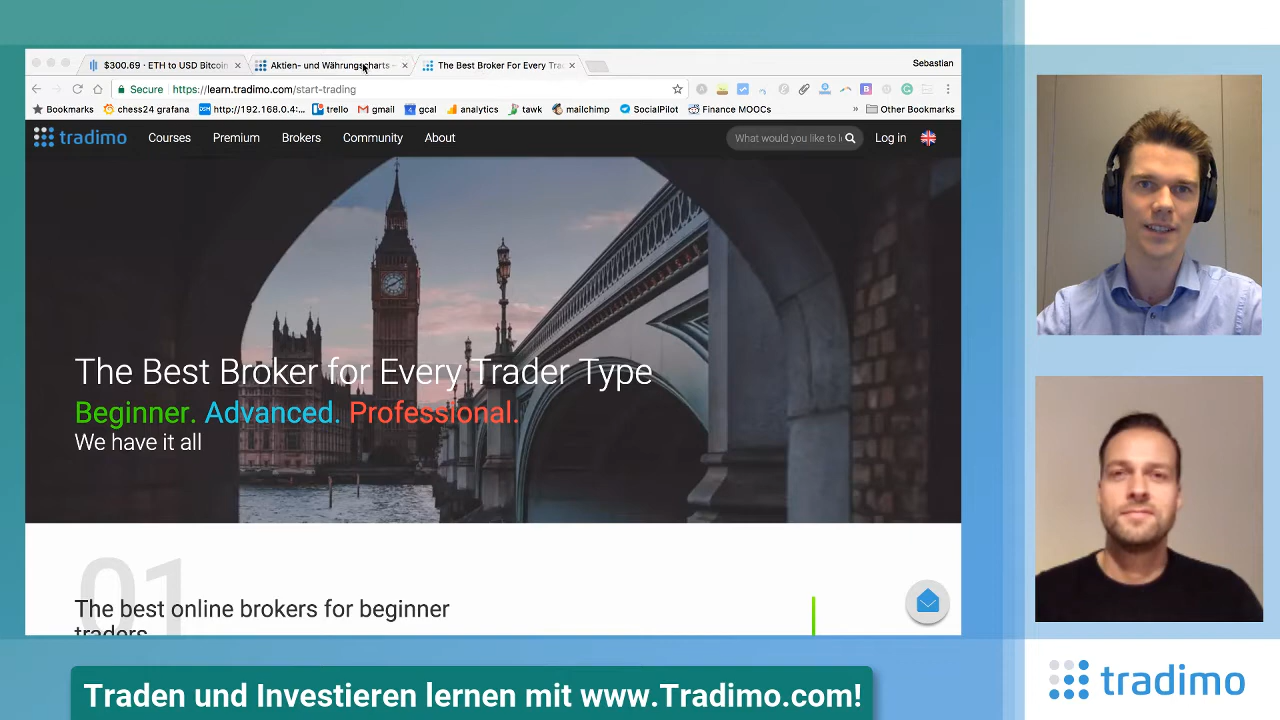 $300.69 · ETH to USD Bitcoin
Aktien- und Währungscharts -
The Best Broker For Every Tra
Sebastian
Secure https://learn.tradimo.com/start-trading
Bookmarks chess24 grafana http://192.168.0.4:... trello gmail gcal analytics tawk mailchimp SocialPilot Finance MOOCs » Other Bookmarks
tradimo Courses Premium Brokers Community About What would you like to l Log in
The Best Broker for Every Trader Type
Beginner. Advanced. Professional.
We have it all
01
The best online brokers for beginner
traders
Traden und Investieren lernen mit www.Tradimo.com!
tradimo